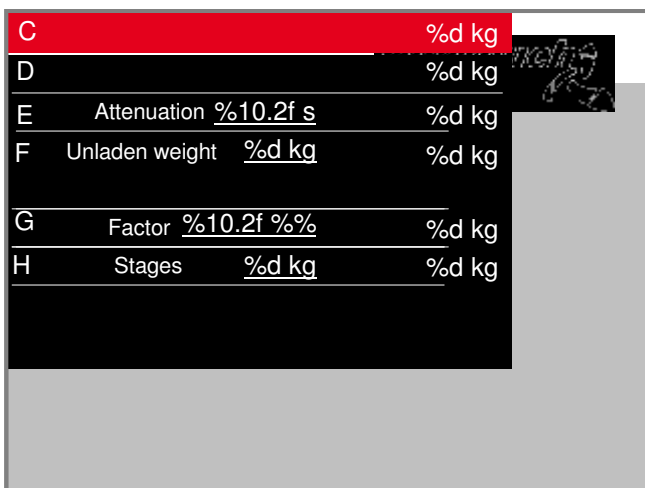 C %d kg
D %d kg
E Attenuation %10.2f s %d kg
F Unladen weight %d kg %d kg
G Factor %10.2f %% %d kg
H Stages %d kg %d kg